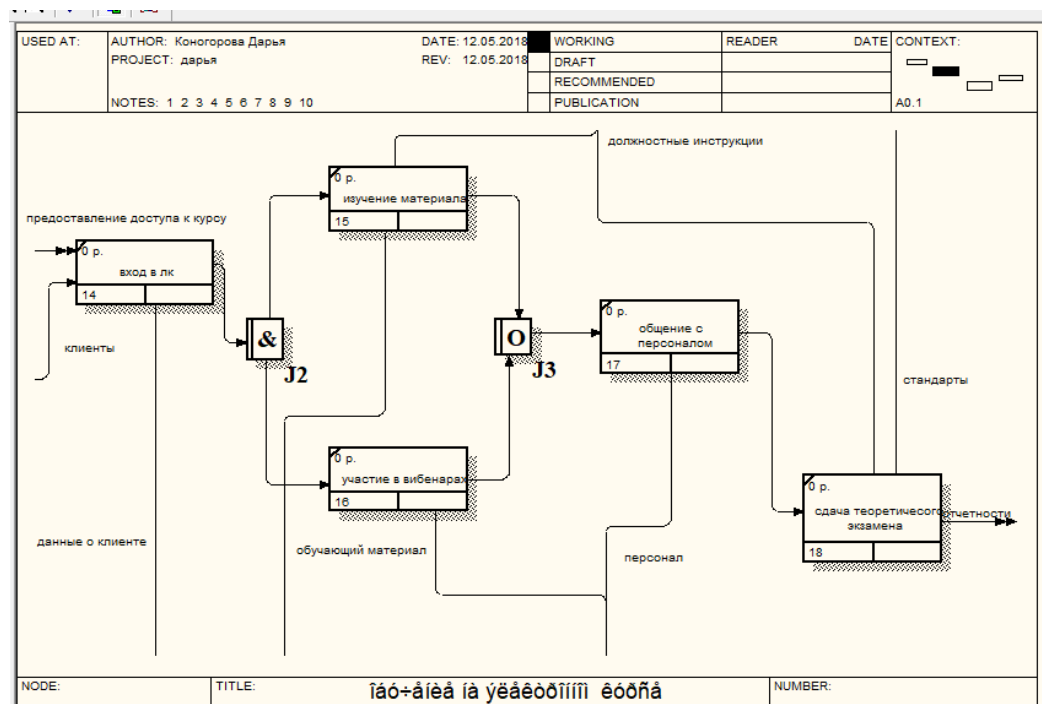 USED AT:
AUTHOR: Коногорова Дарья
DATE: 12.05.2018
WORKING
READER
DATE
CONTEXT:
PROJECT: дарья
REV: 12.05.2018
DRAFT
RECOMMENDED
NOTES: 1 2 3 4 5 6 7 8 9 10
PUBLICATION
A0.1
должностные инструкции
0 р.
изучение материала
15
предоставление доступа к курсу
0 р.
вход в лк
14
клиенты
&
J2
O
J3
0 р.
общение с
персоналом
17
стандарты
0 р.
участие в вибенарах
16
0 р.
сдача теоретичесого
экзамена
18
отчетности
данные о клиенте
обучающий материал
персонал
NODE:
TITLE:
îáó÷åíèå íà ýëåêòðîííîì êóðñå
NUMBER: